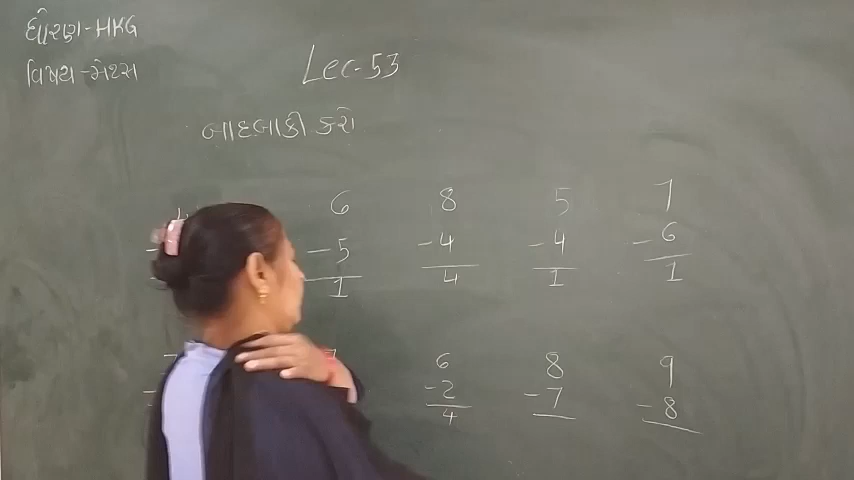 ધોરણ-HKG
વિષય-મેથ્સ
Lec-53
બાદબાકી કરો
6 8 5 7
-5 -4 -4 -6
1 4 1 1
7 6 8 9
-2 -7 -8
4